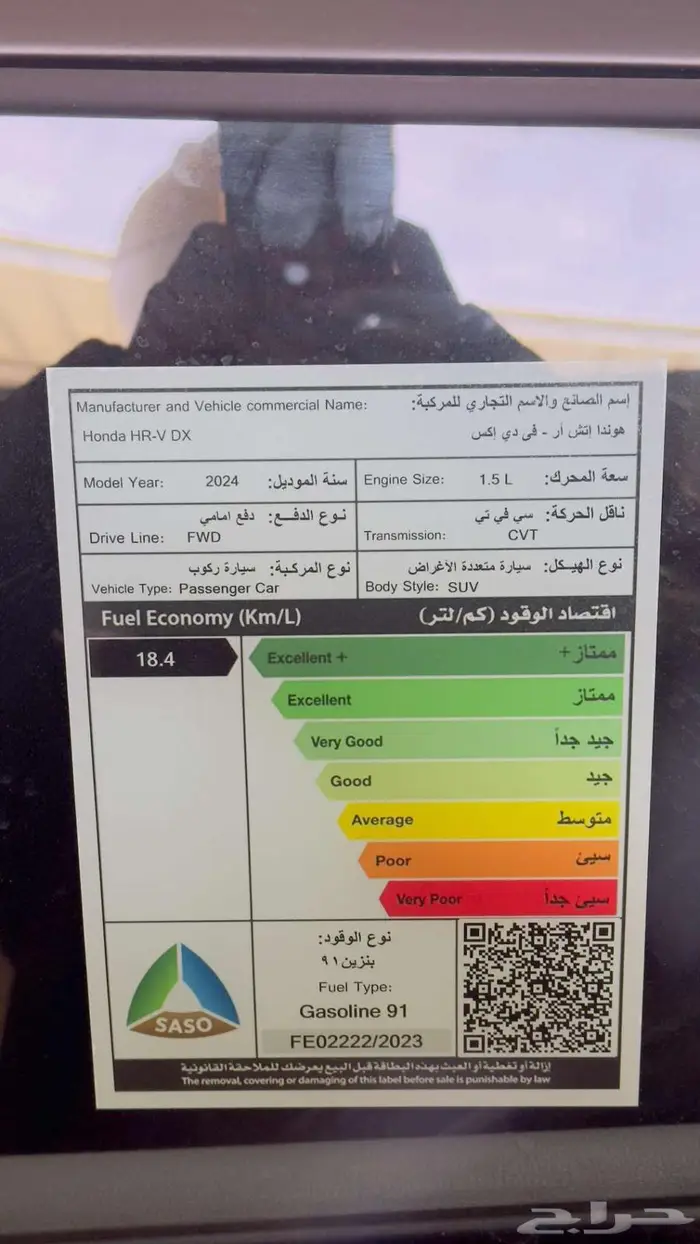 Manufacturer and Vehicle commercial Name: إسم الصانع والاسم التجاري للمركبة:
Honda HR-V DX هوندا إتش أر - في دي إكس
Model Year: 2024 سنة الموديل: Engine Size: 1.5 L سعة المحرك:
نوع الدفع: دفع امامي ناقل الحركة: سي في تي
Drive Line: FWD Transmission: CVT
نوع المركبة: سيارة ركوب نوع الهيكل: سيارة متعددة الأغراض
Vehicle Type: Passenger Car Body Style: SUV
Fuel Economy (Km/L) اقتصاد الوقود (كم/لتر)
18.4 Excellent + ممتاز+
Excellent ممتاز
Very Good جيد جداً
Good جيد
Average متوسط
Poor سيئ
Very Poor سيئ جداً
نوع الوقود:
بنزين٩١
Fuel Type:
Gasoline 91
FE02222/2023
SASO
إزالة أو تغطية أو العبث بهذه البطاقة قبل البيع يعرضك للملاحقة القانونية
The removal, covering or damaging of this label before sale is punishable by law
حراج